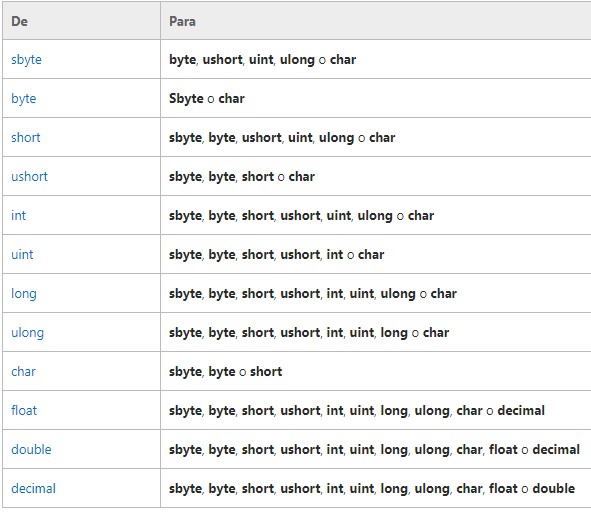 De Para
sbyte byte, ushort, uint, ulong o char
byte Sbyte o char
short sbyte, byte, ushort, uint, ulong o char
ushort sbyte, byte, short o char
int sbyte, byte, short, ushort, uint, ulong o char
uint sbyte, byte, short, ushort, int o char
long sbyte, byte, short, ushort, int, uint, ulong o char
ulong sbyte, byte, short, ushort, int, uint, long o char
char sbyte, byte o short
float sbyte, byte, short, ushort, int, uint, long, ulong, char o decimal
double sbyte, byte, short, ushort, int, uint, long, ulong, char, float o decimal
decimal sbyte, byte, short, ushort, int, uint, long, ulong, char, float o double